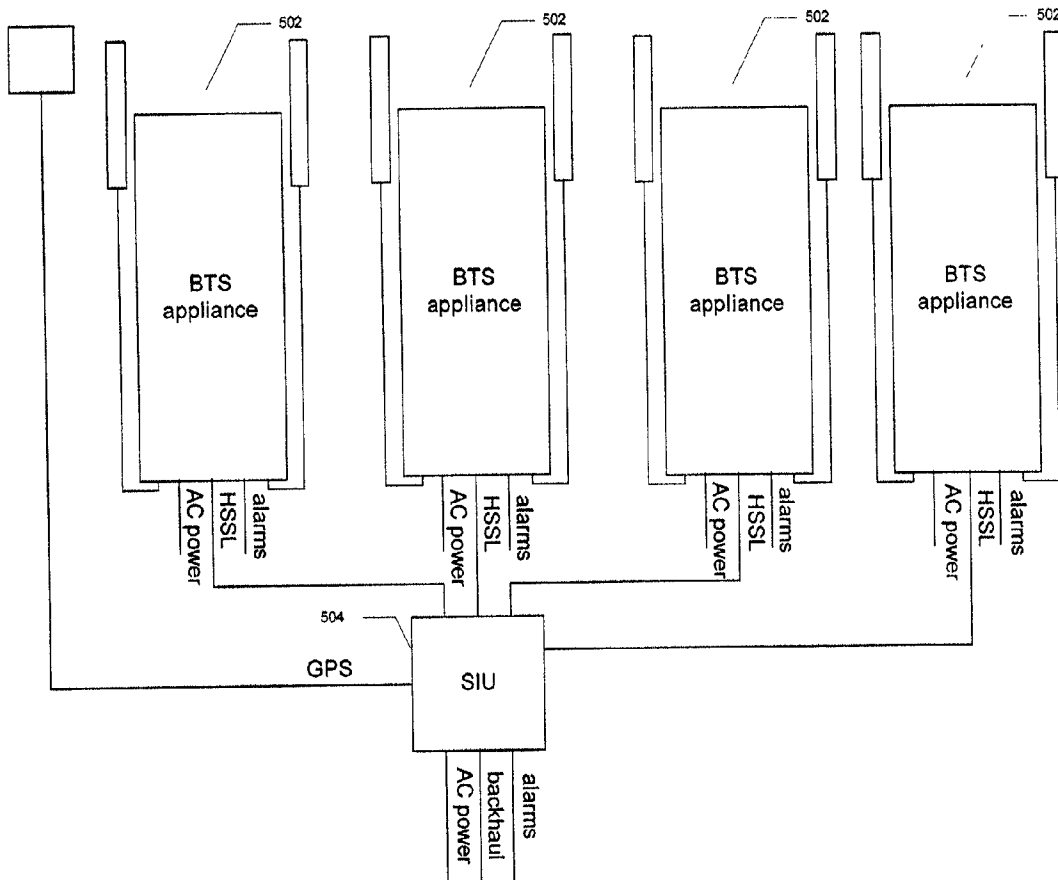 502
502
502
502
BTS
appliance
BTS
appliance
BTS
appliance
BTS
appliance
AC power
HSSL
alarms
AC power
HSSL
alarms
AC power
HSSL
alarms
AC power
HSSL
alarms
504
GPS
SIU
AC power
backhaul
alarms